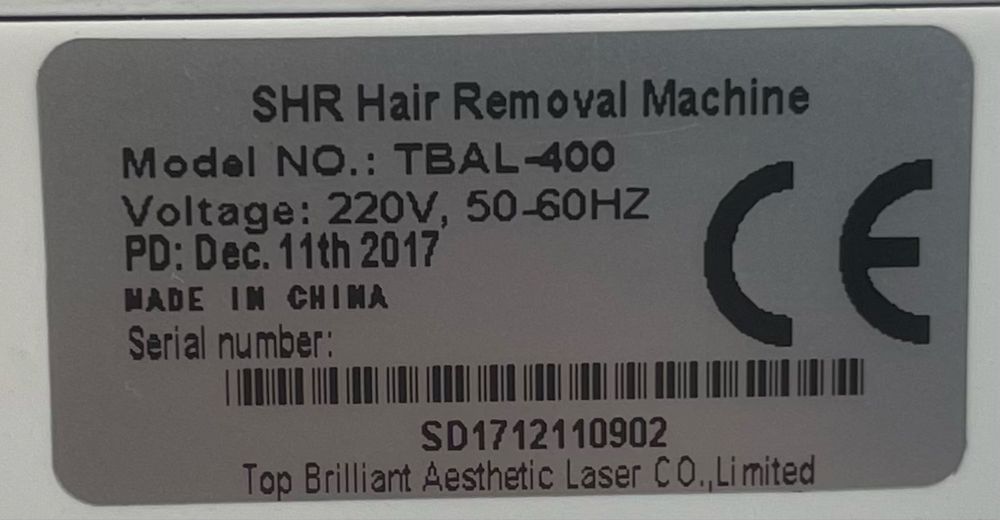 SHR Hair Removal Machine
Model NO.: TBAL-400
Voltage: 220V, 50-60HZ
PD: Dec. 11th 2017
MADE IN CHINA
CE
Serial number:
SD1712110902
Top Brilliant Aesthetic Laser CO.,Limited